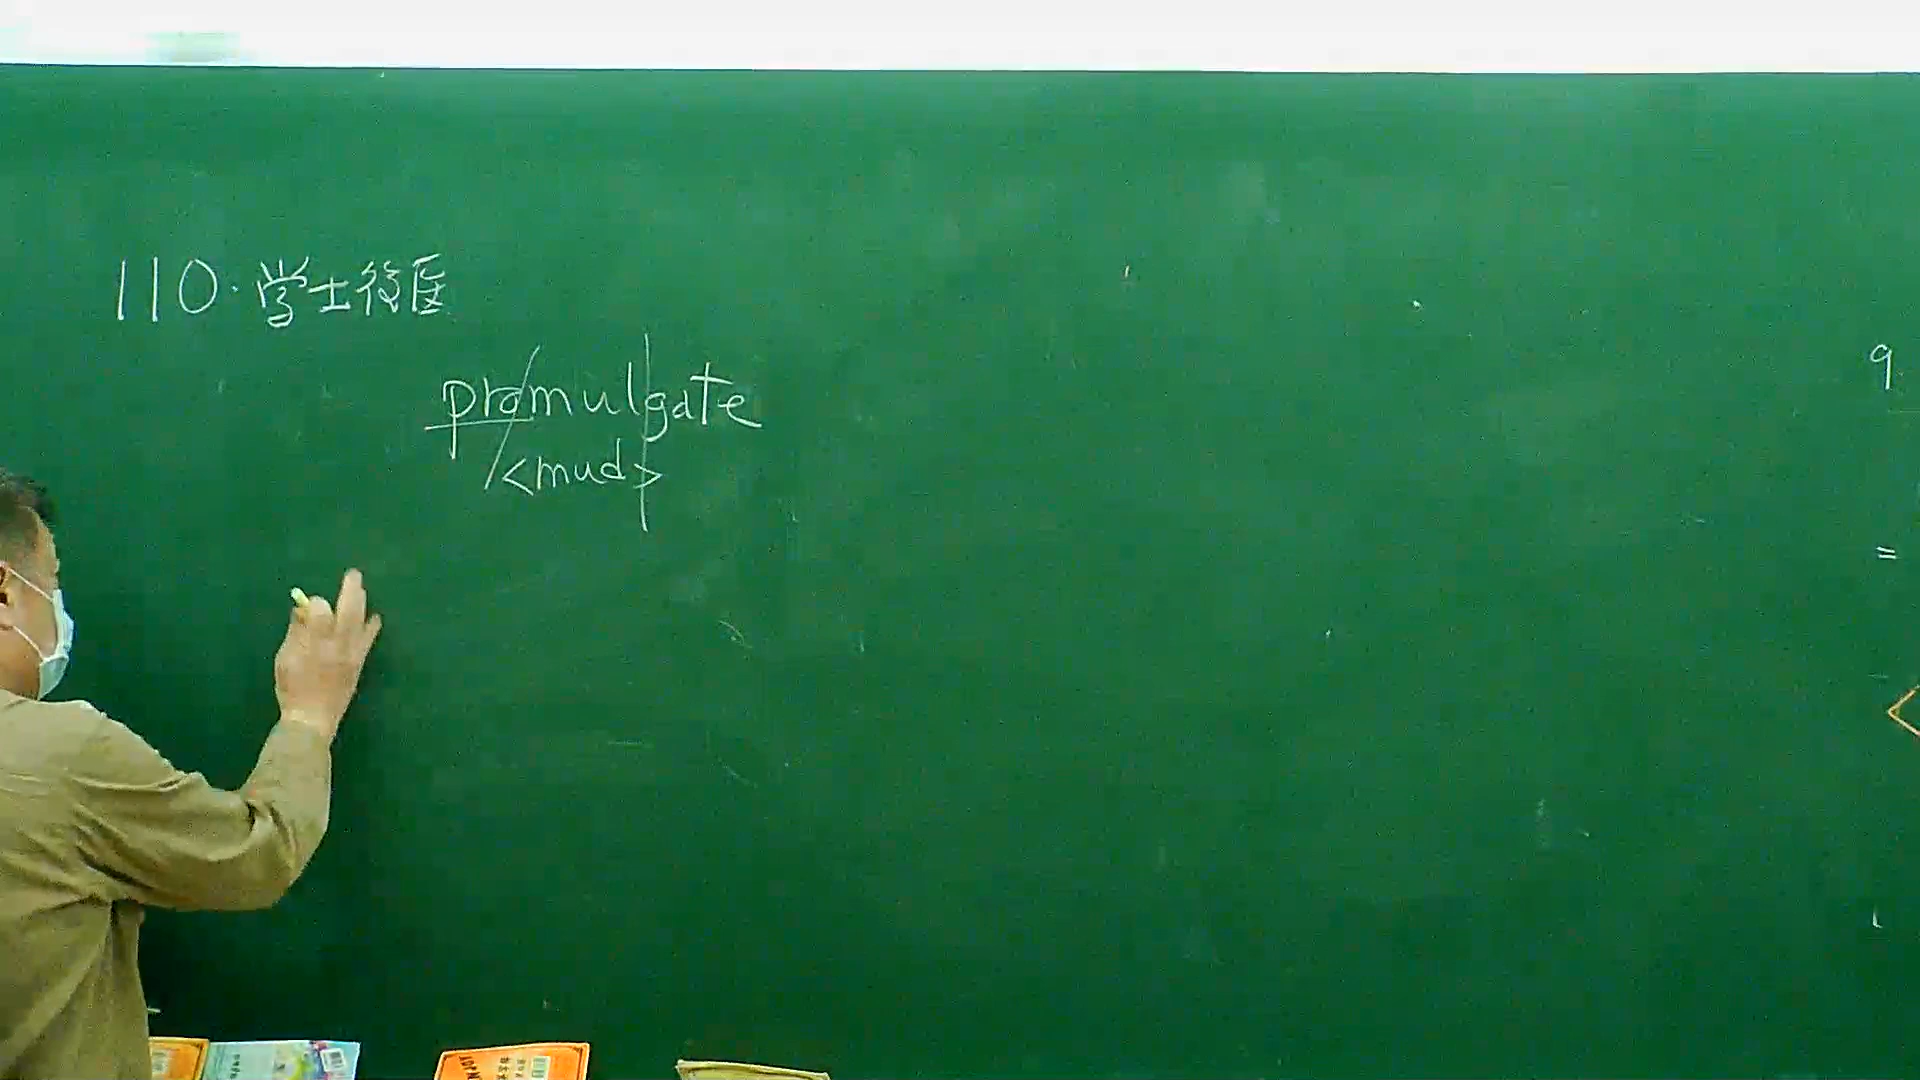 110·学士後医
promulgate
<mud>
9
=